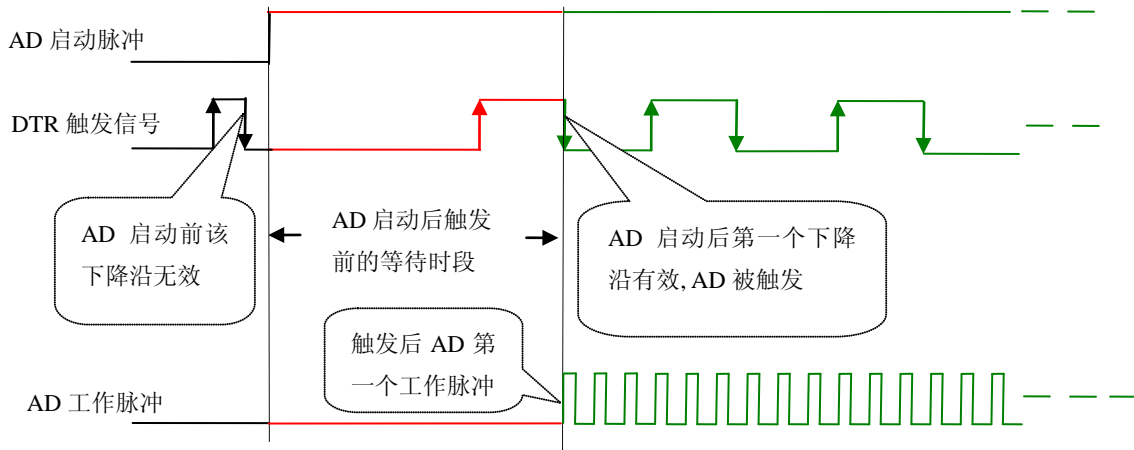 AD 启动脉冲
DTR 触发信号
AD 启动前该
下降沿无效
AD 启动后触发
前的等待时段
AD 启动后第一个下降
沿有效, AD 被触发
触发后 AD 第
一个工作脉冲
AD 工作脉冲